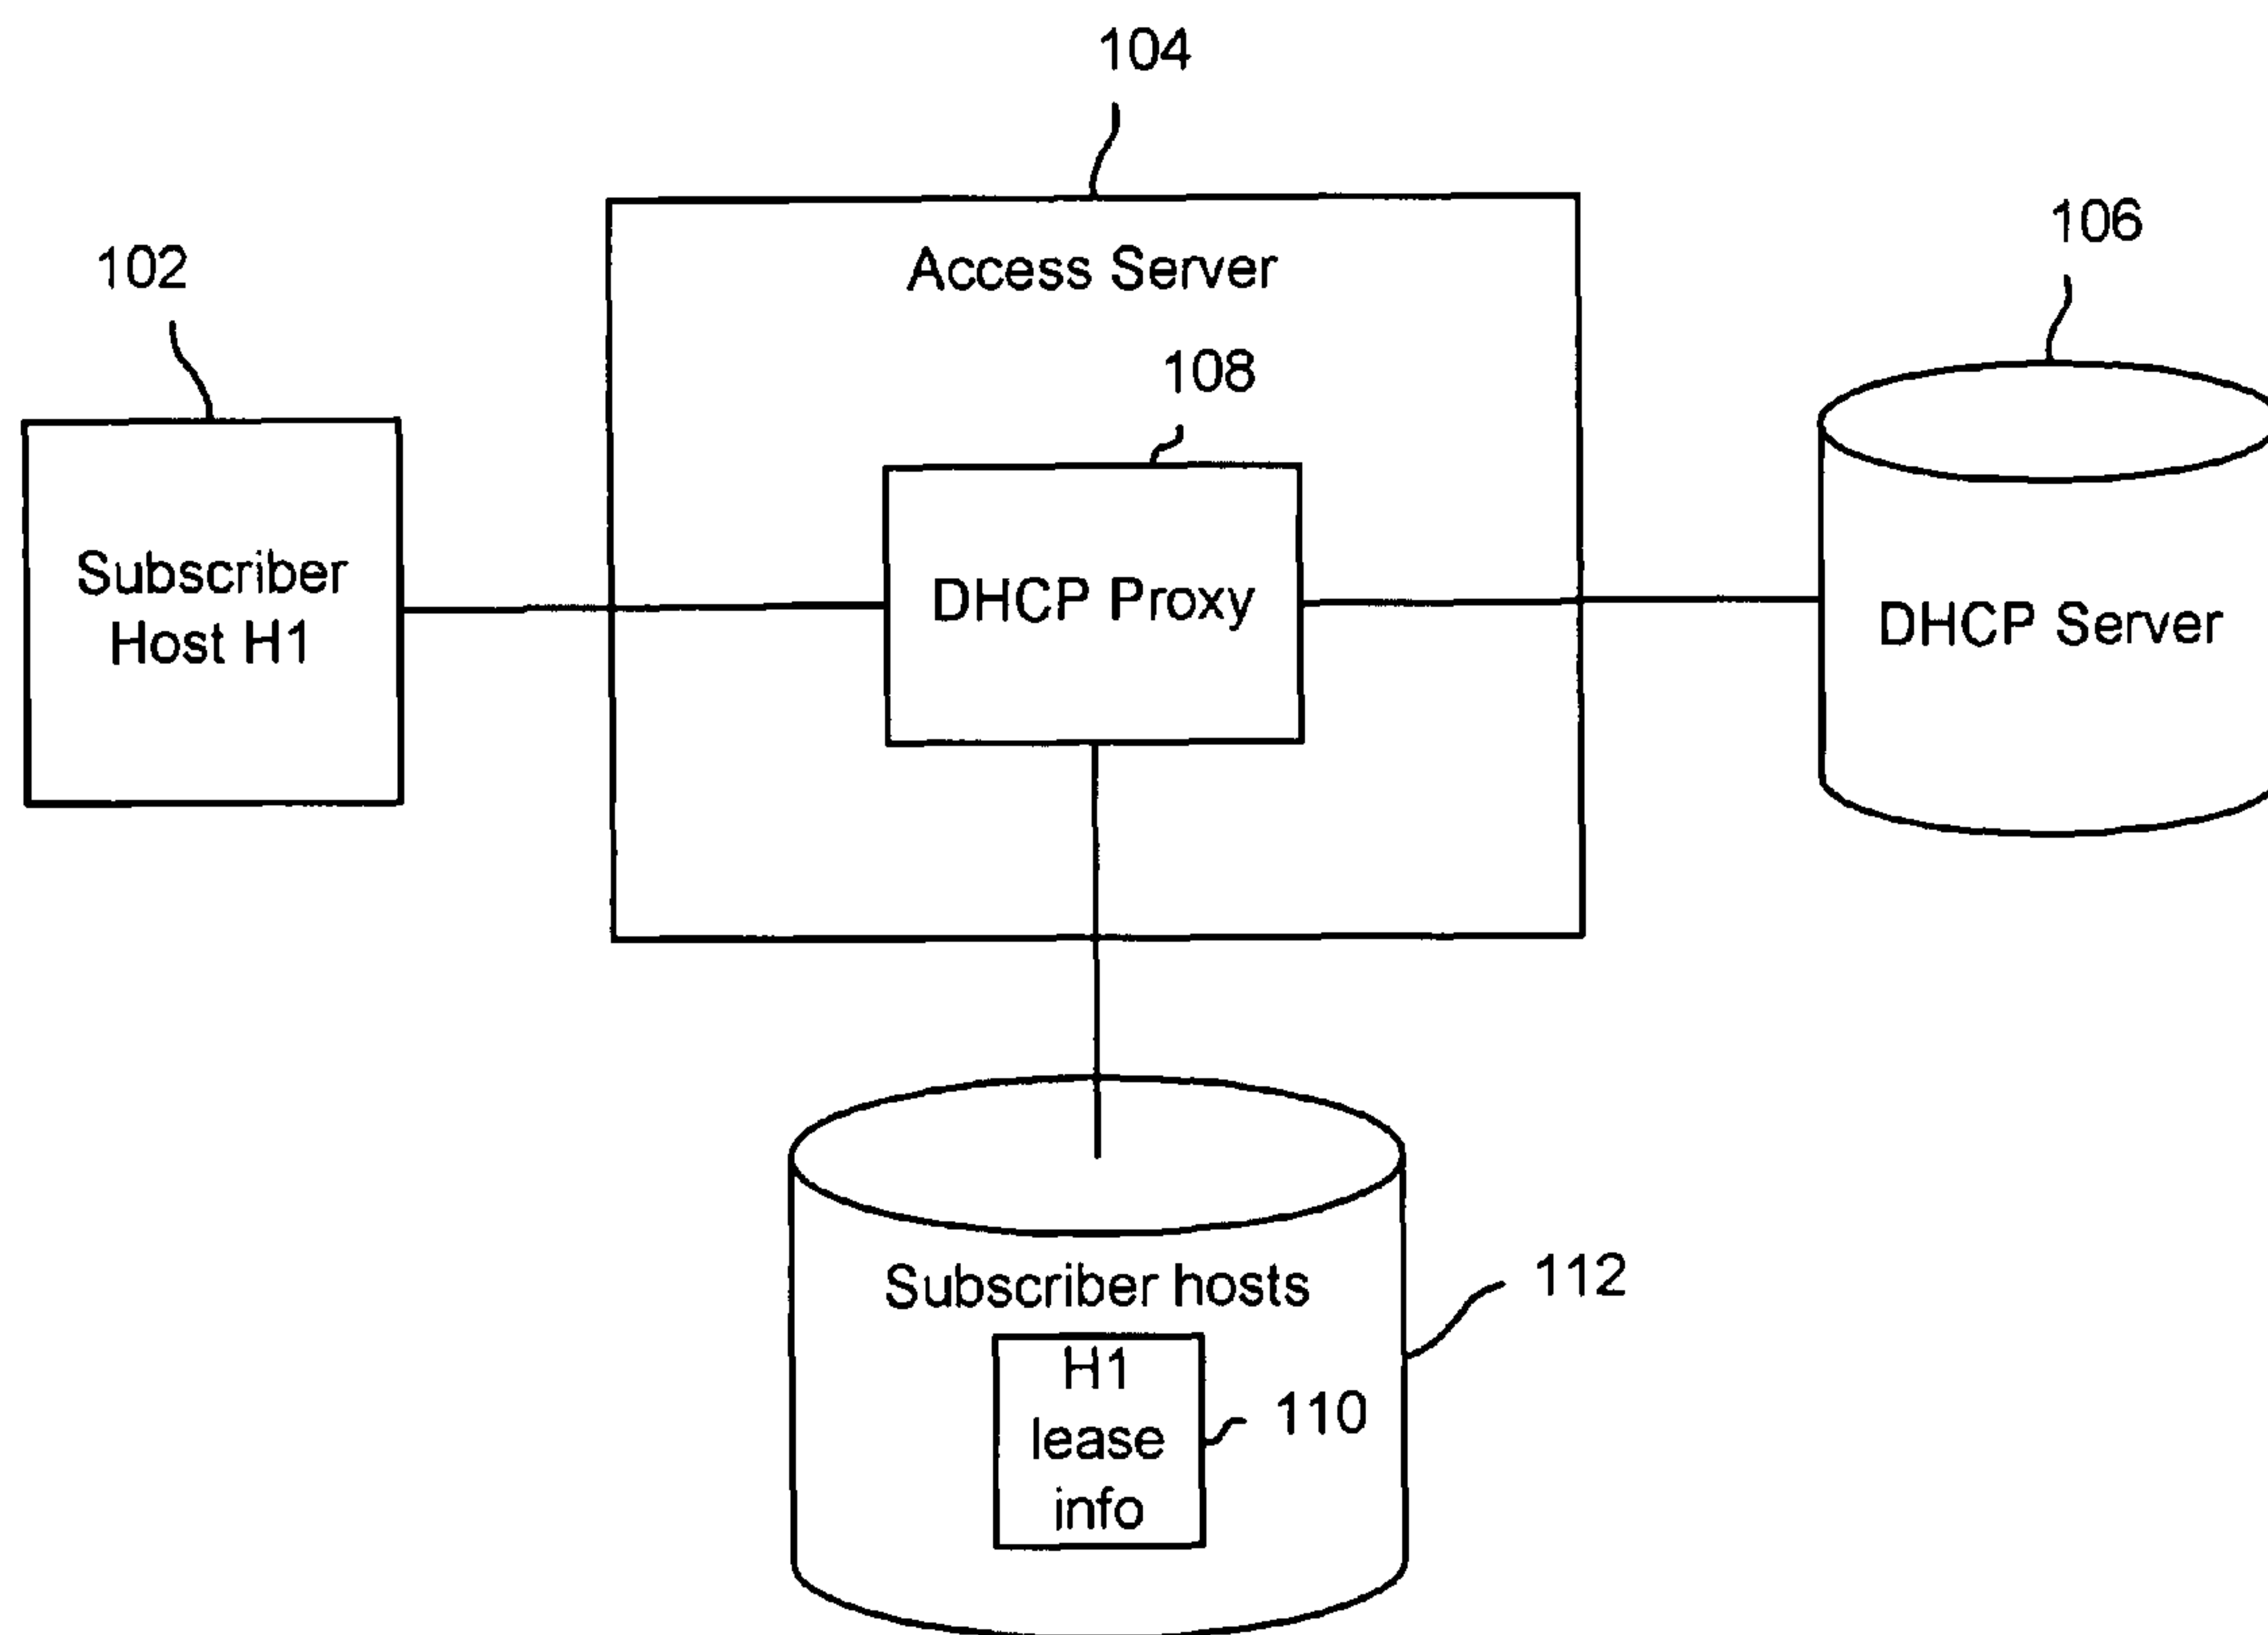 104
106
102
Access Server
108
Subscriber
Host H1
DHCP Proxy
DHCP Server
Subscriber hosts
112
H1
lease
info
110